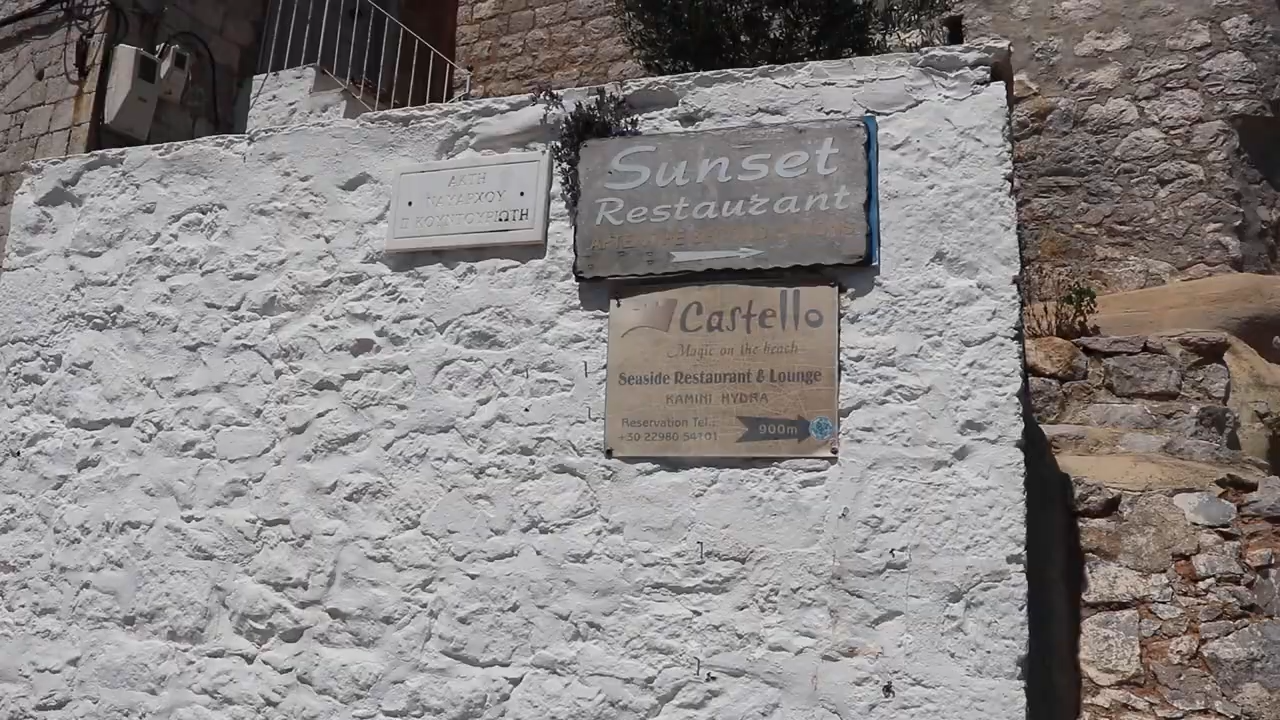 ΑΚΤΗ
ΝΑΥΑΡΧΟΥ
Π ΚΟΥΝΤΟΥΡΙΩΤΗ
Sunset
Restaurant
Castello
Magic on the beach
Seaside Restaurant & Lounge
KAMINI HYDRA
Reservation Tel.:
+30 22980 54101
900m